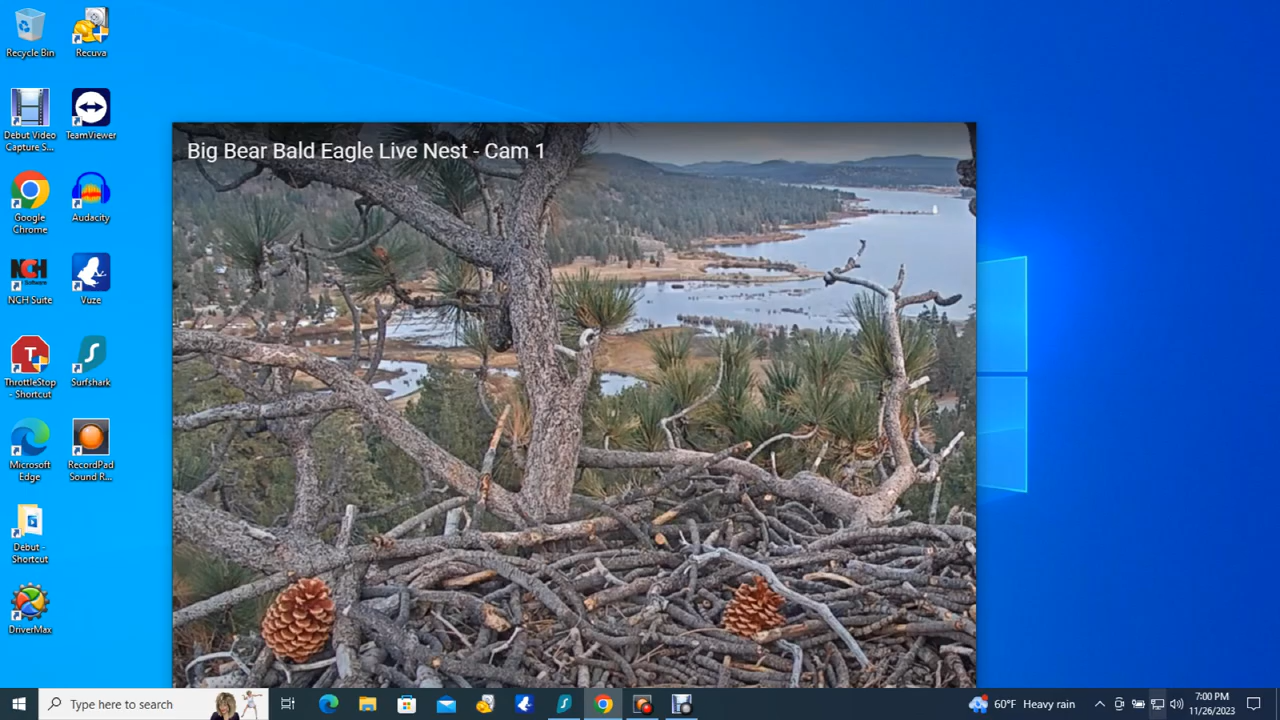 Recycle Bin
Recuva
Debut Video
Capture S...
TeamViewer
Google
Chrome
Audacity
NCH
NCH Suite
Vuze
ThrottleStop
- Shortcut
Surfshark
Microsoft
Edge
RecordPad
Sound R...
Debut -
Shortcut
DriverMax
Big Bear Bald Eagle Live Nest - Cam 1
Type here to search
60°F Heavy rain
7:00 PM
11/26/2023